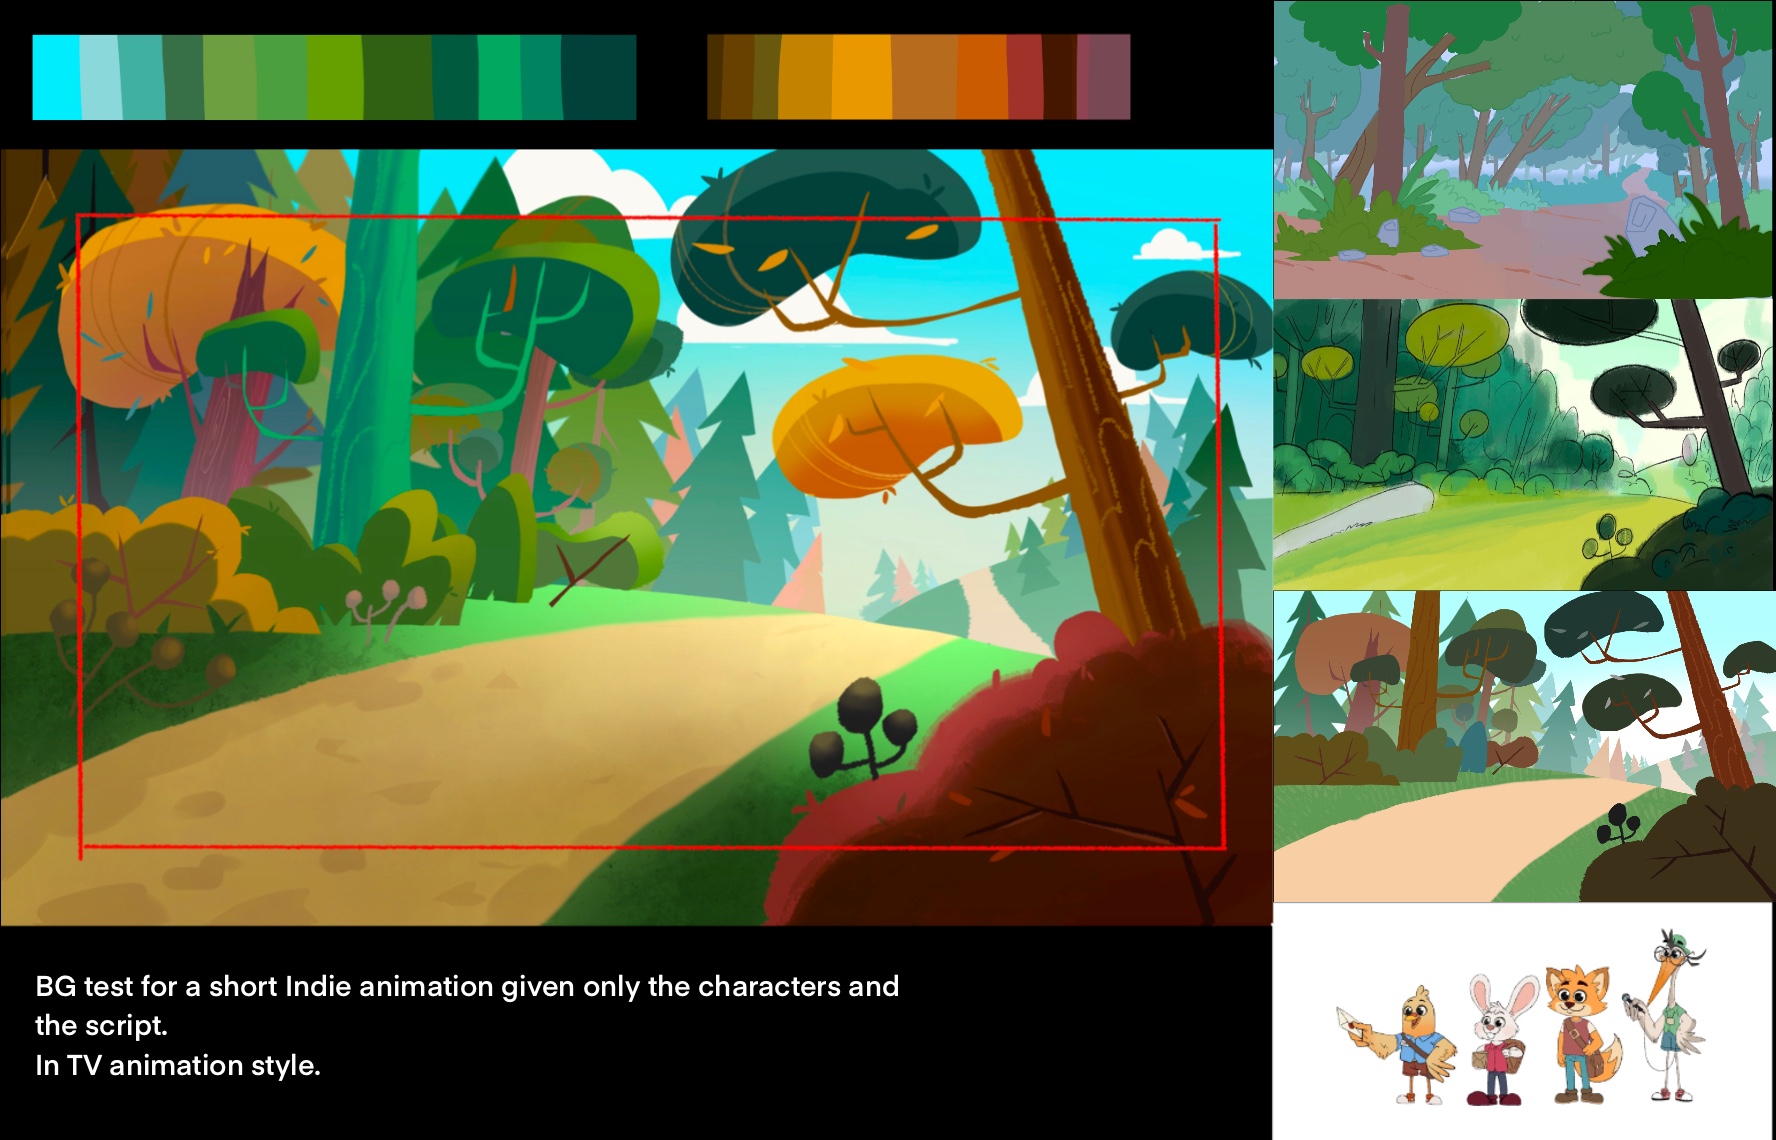 BG test for a short Indie animation given only the characters and
the script.
In TV animation style.